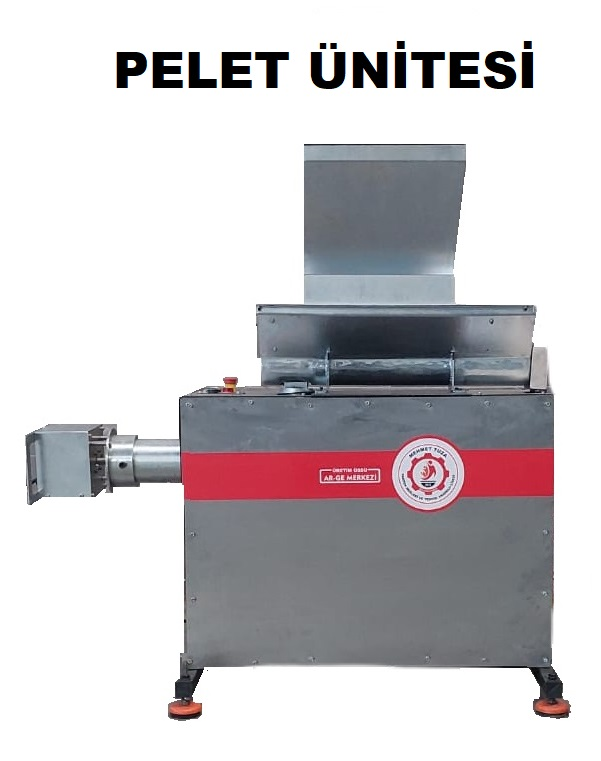 PELET ÜNİTESİ
ÜRETİM ÜSSÜ
AR-GE MERKEZİ
MEHMET TUZA